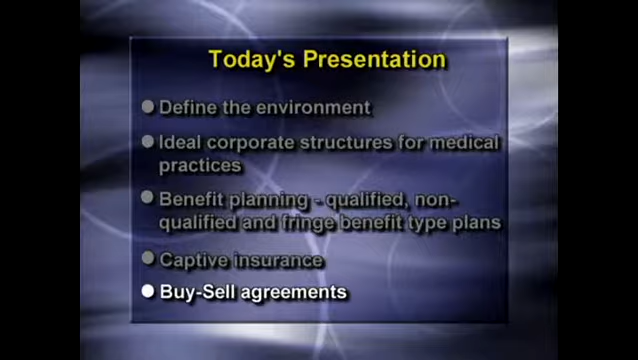 Today's Presentation
Define the environment
Ideal corporate structures for medical
practices
Benefit planning - qualified, non-
qualified and fringe benefit type plans
Captive insurance
Buy-Sell agreements